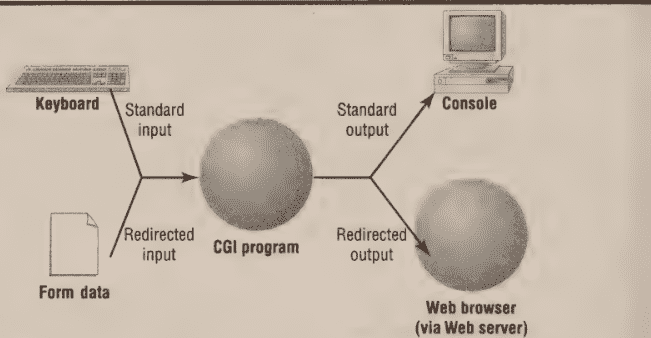 Keyboard
Standard
input
Redirected
input
Form data
CGI program
Standard
output
Console
Redirected
output
Web browser
(via Web server)